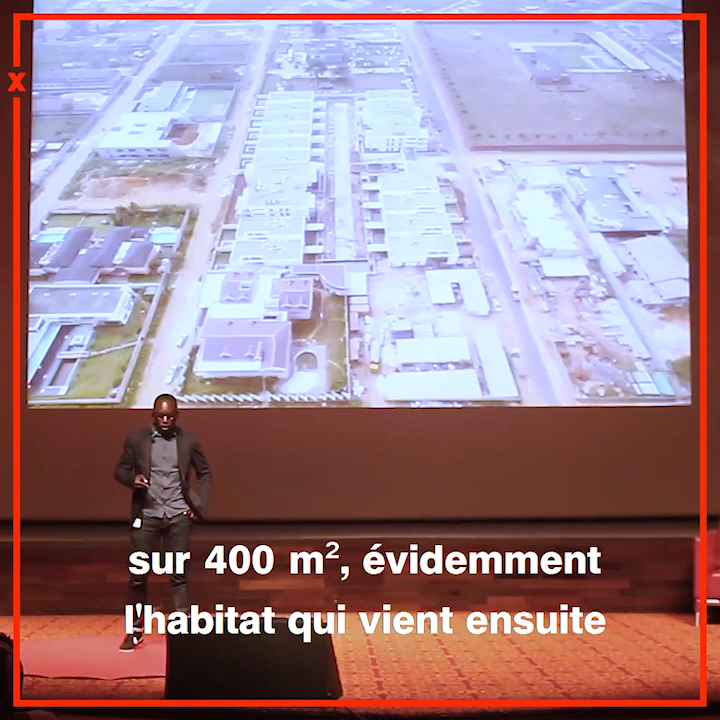 x
sur 400 m², évidemment
l'habitat qui vient ensuite